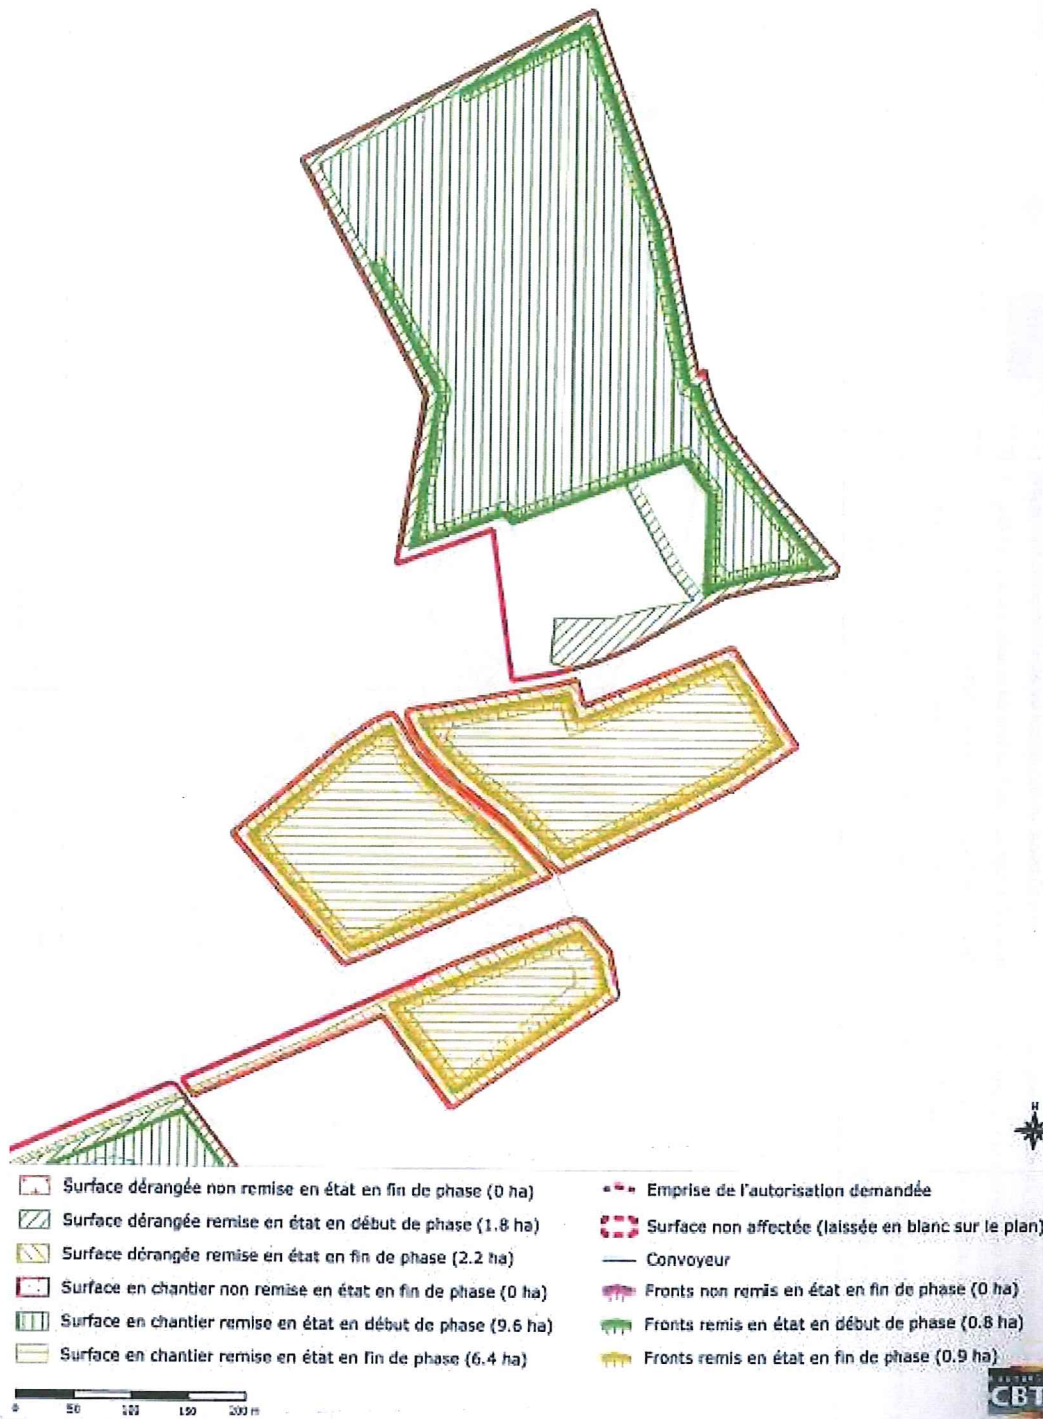 Surface dérangée non remise en état en fin de phase (0 ha)
Surface dérangée remise en état en début de phase (1.8 ha)
Surface dérangée remise en état en fin de phase (2.2 ha)
Surface en chantier non remise en état en fin de phase (0 ha)
Surface en chantier remise en état en début de phase (9.6 ha)
Surface en chantier remise en état en fin de phase (6.4 ha)
0 50 100 150 200 m
N
Emprise de l'autorisation demandée
Surface non affectée (laissée en blanc sur le plan)
Convoyeur
Fronts non remis en état en fin de phase (0 ha)
Fronts remis en état en début de phase (0.8 ha)
Fronts remis en état en fin de phase (0.9 ha)
CBT